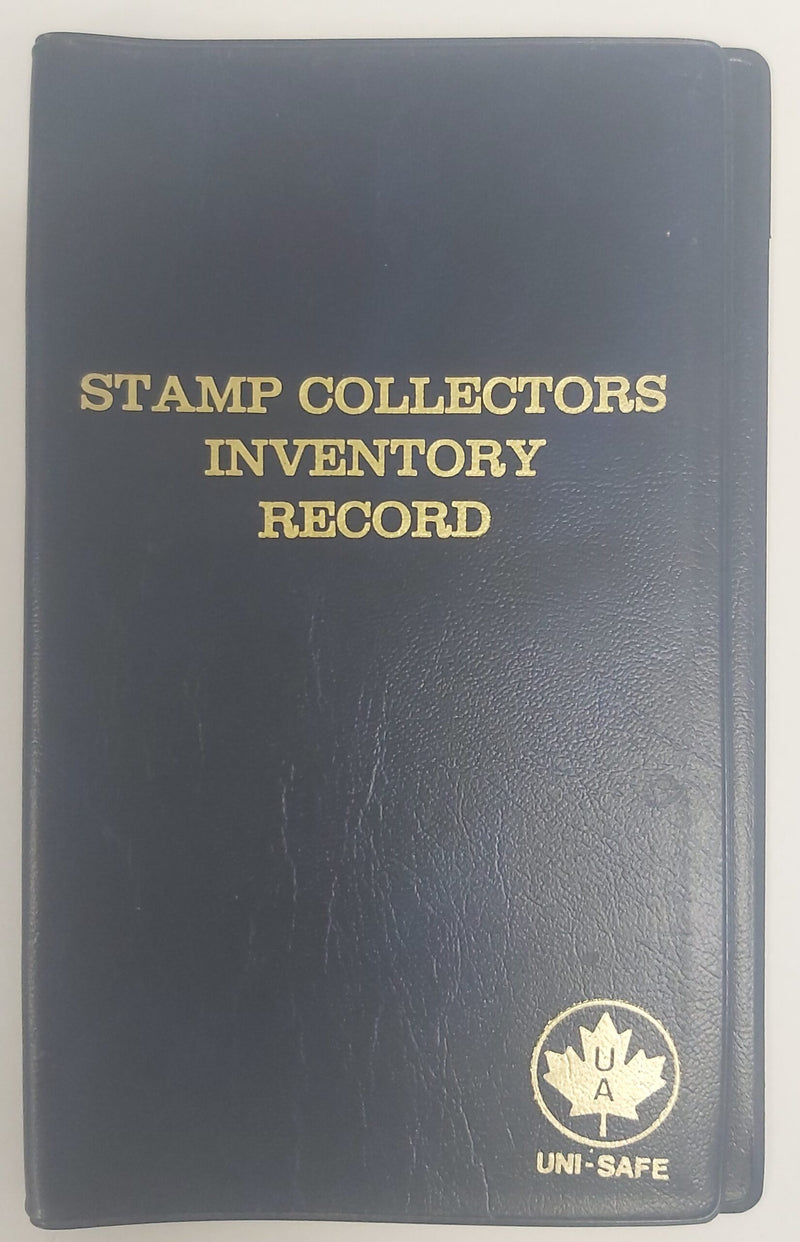 STAMP COLLECTORS
INVENTORY
RECORD
U
A
UNI-SAFE